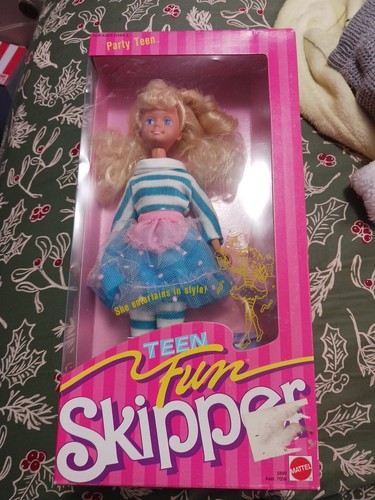 Party Teen
She entertains in style!
TEEN
Fun
Skipper
MATTEL